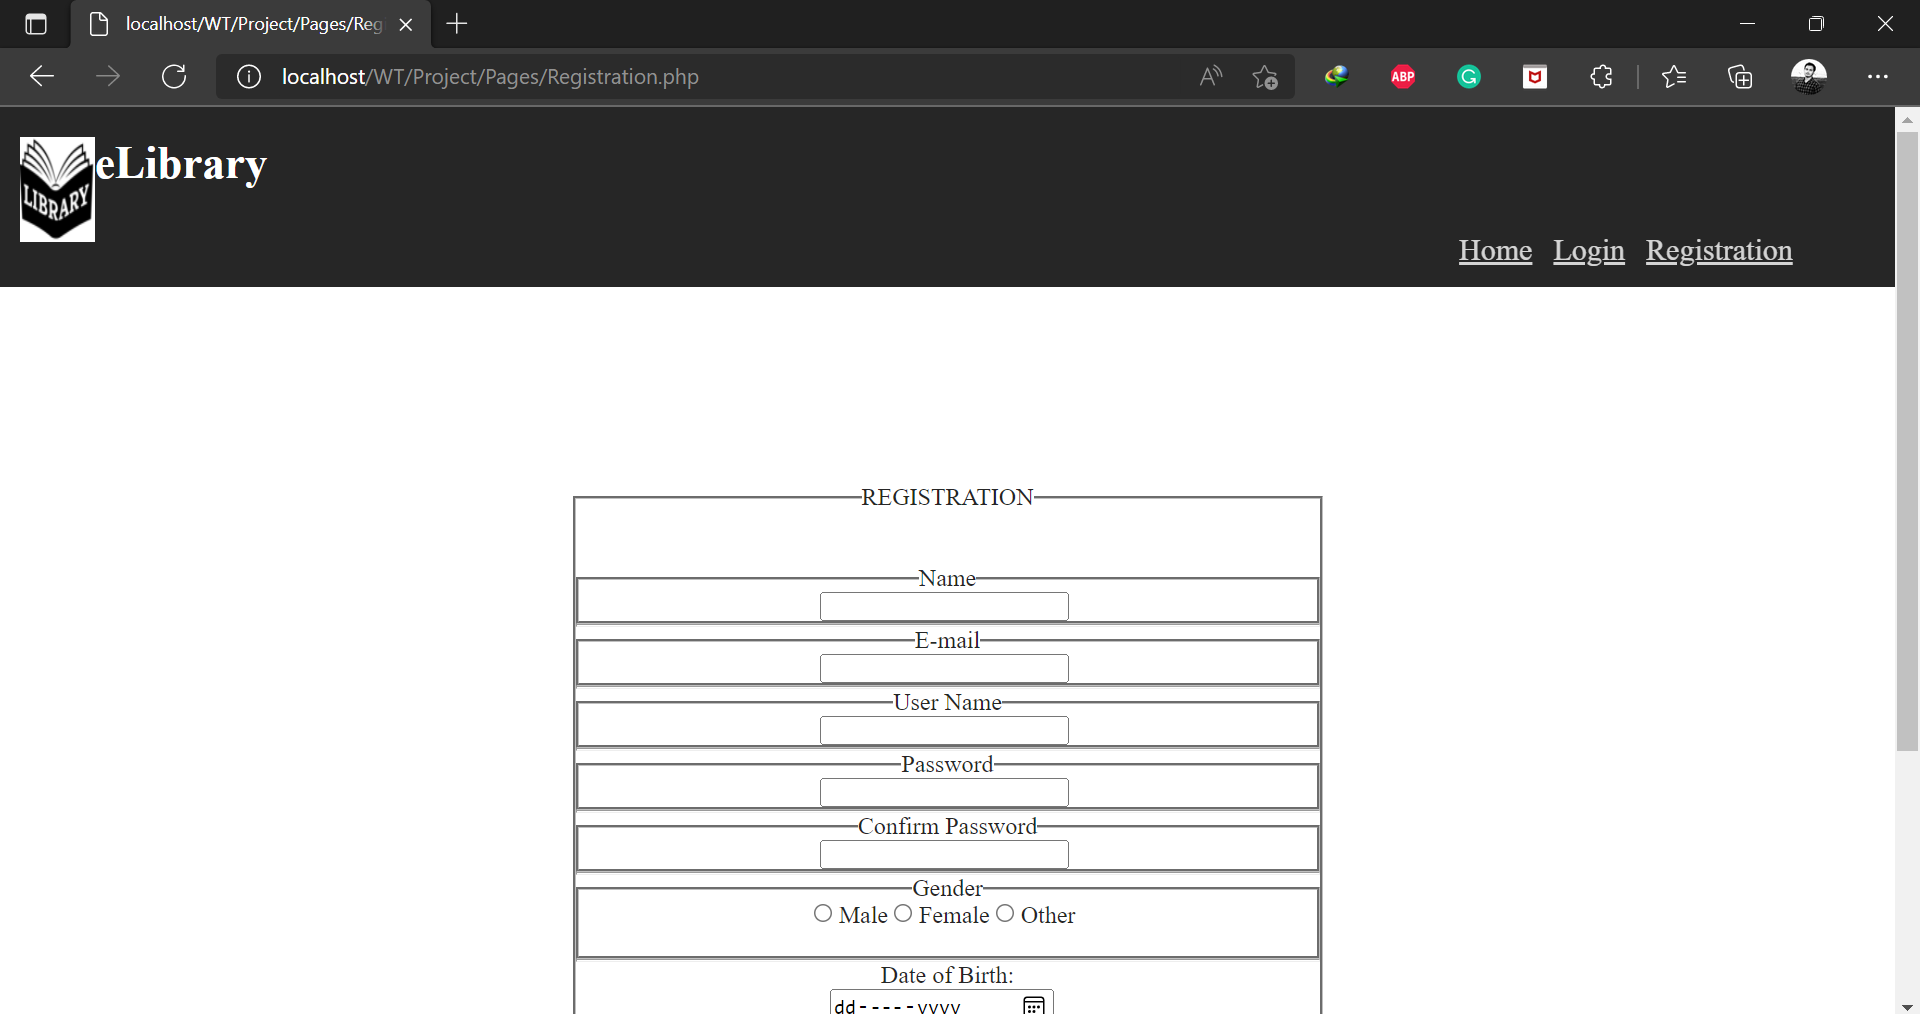 localhost/WT/Project/Pages/Reg
localhost/WT/Project/Pages/Registration.php
ABP
LIBRARY
eLibrary
Home Login Registration
REGISTRATION
Name
E-mail
User Name
Password
Confirm Password
Gender
Male Female Other
Date of Birth:
dd-----yyyy